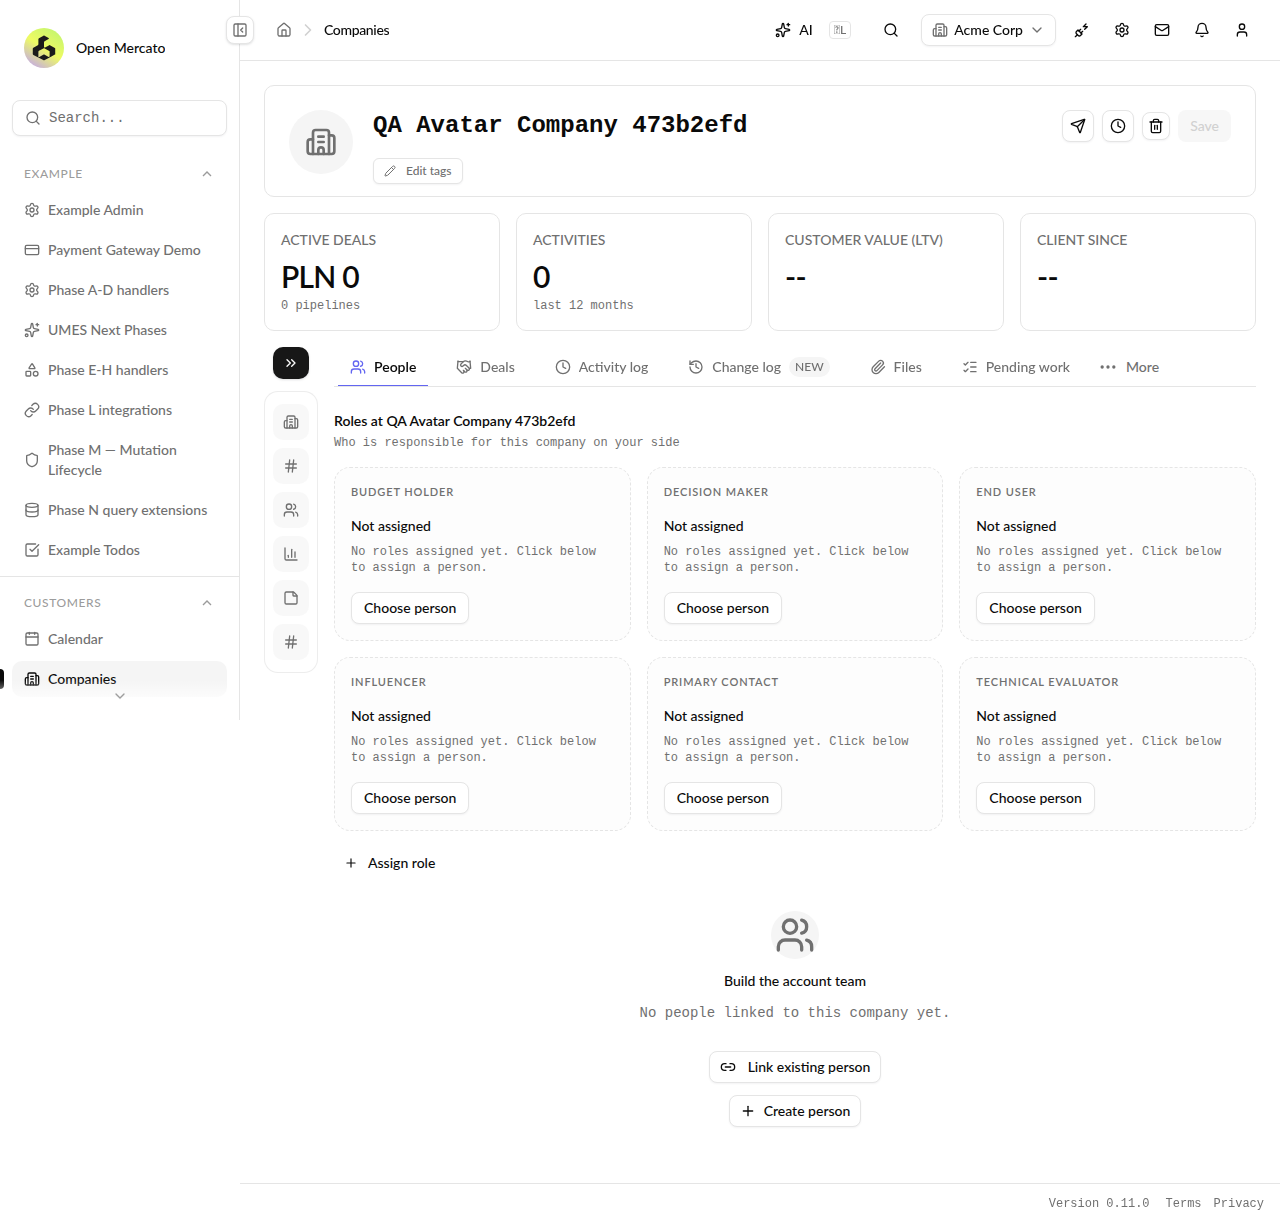 Open Mercato
Companies
AI
L
Acme Corp
Search...
EXAMPLE
Example Admin
Payment Gateway Demo
Phase A-D handlers
UMES Next Phases
Phase E-H handlers
Phase L integrations
Phase M — Mutation
Lifecycle
Phase N query extensions
Example Todos
CUSTOMERS
Calendar
Companies
QA Avatar Company 473b2efd
Edit tags
Save
ACTIVE DEALS
PLN 0
0 pipelines
ACTIVITIES
0
last 12 months
CUSTOMER VALUE (LTV)
--
CLIENT SINCE
--
People
Deals
Activity log
Change log NEW
Files
Pending work
More
Roles at QA Avatar Company 473b2efd
Who is responsible for this company on your side
BUDGET HOLDER
Not assigned
No roles assigned yet. Click below
to assign a person.
Choose person
DECISION MAKER
Not assigned
No roles assigned yet. Click below
to assign a person.
Choose person
END USER
Not assigned
No roles assigned yet. Click below
to assign a person.
Choose person
INFLUENCER
Not assigned
No roles assigned yet. Click below
to assign a person.
Choose person
PRIMARY CONTACT
Not assigned
No roles assigned yet. Click below
to assign a person.
Choose person
TECHNICAL EVALUATOR
Not assigned
No roles assigned yet. Click below
to assign a person.
Choose person
Assign role
Build the account team
No people linked to this company yet.
Link existing person
Create person
Version 0.11.0 Terms Privacy